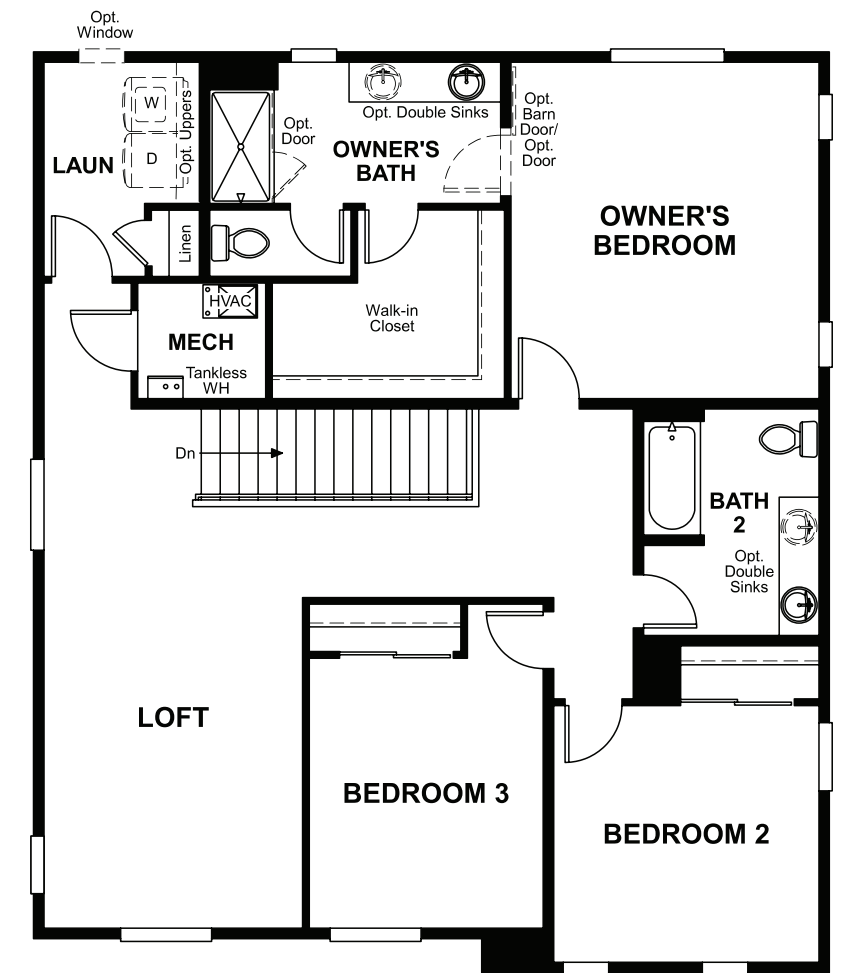 Opt.
Window
W
D
Opt. Uppers
LAUN
Linen
Opt.
Door
Opt. Double Sinks
OWNER'S
BATH
Opt.
Barn
Door/
Opt.
Door
OWNER'S
BEDROOM
HVAC
MECH
Tankless
WH
Walk-in
Closet
Dn
BATH
2
Opt.
Double
Sinks
LOFT
BEDROOM 3
BEDROOM 2